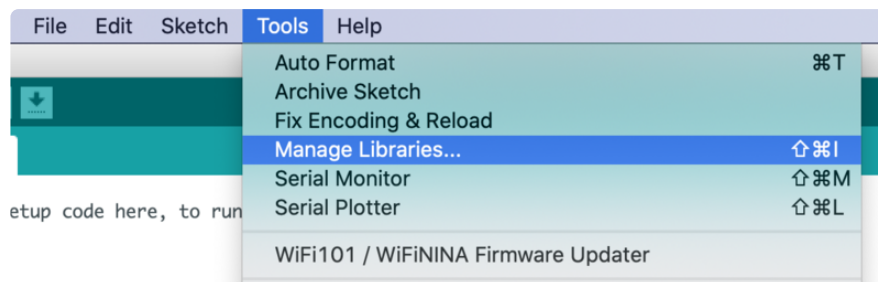 File Edit Sketch Tools Help
Auto Format ⌘T
Archive Sketch
Fix Encoding & Reload
Manage Libraries... ⇧⌘I
Serial Monitor ⇧⌘M
etup code here, to run
Serial Plotter ⇧⌘L
WiFi101 / WiFiNINA Firmware Updater